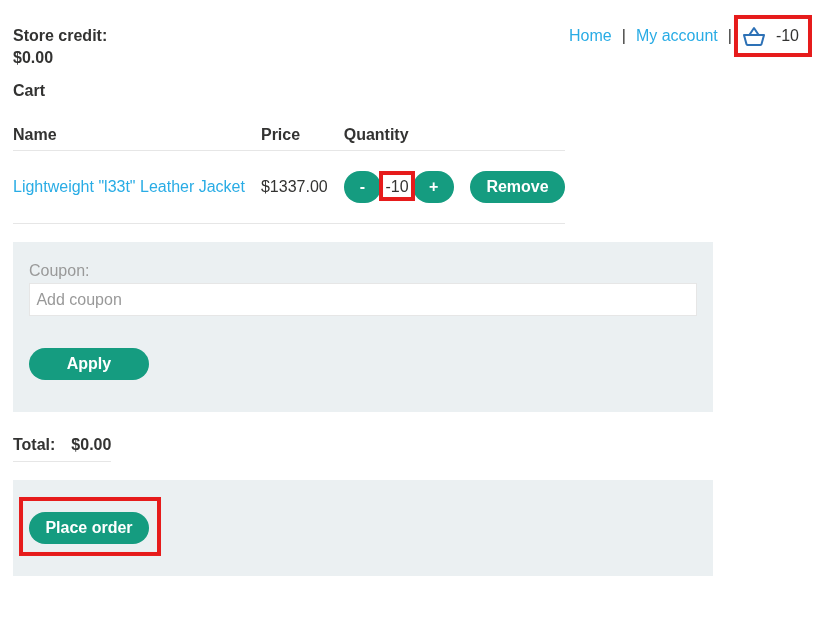 Store credit:
$0.00
Home | My account | -10
Cart
Name Price Quantity
Lightweight "l33t" Leather Jacket $1337.00 - -10 + Remove
Coupon:
Add coupon
Apply
Total: $0.00
Place order